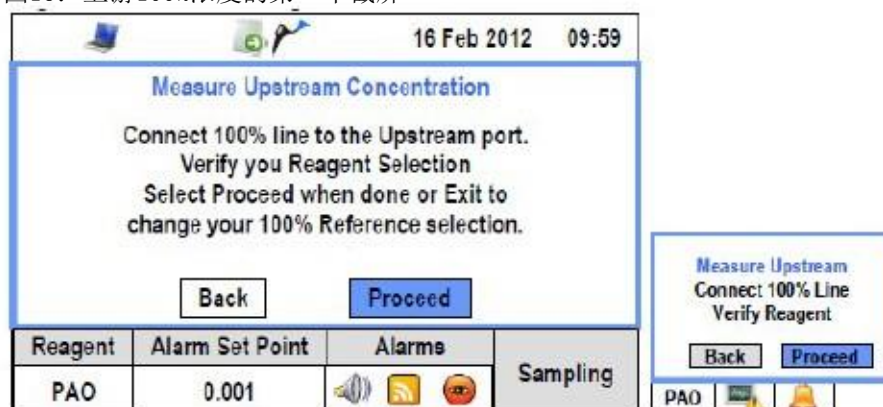 16 Feb 2012 09:59
Measure Upstream Concentration
Connect 100% line to the Upstream port.
Verify you Reagent Selection
Select Proceed when done or Exit to
change your 100% Reference selection.
Back Proceed
Reagent Alarm Set Point Alarms Sampling
PAO 0.001
Measure Upstream
Connect 100% Line
Verify Reagent
Back Proceed
PAO